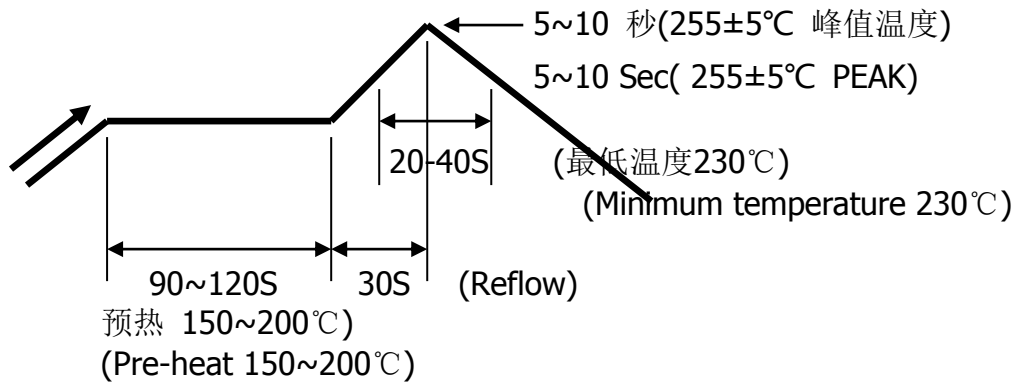 5~10 秒(255±5℃ 峰值温度)
5~10 Sec( 255±5℃ PEAK)
20-40S (最低温度230℃)
(Minimum temperature 230℃)
90~120S 30S (Reflow)
预热 150~200℃)
(Pre-heat 150~200℃)